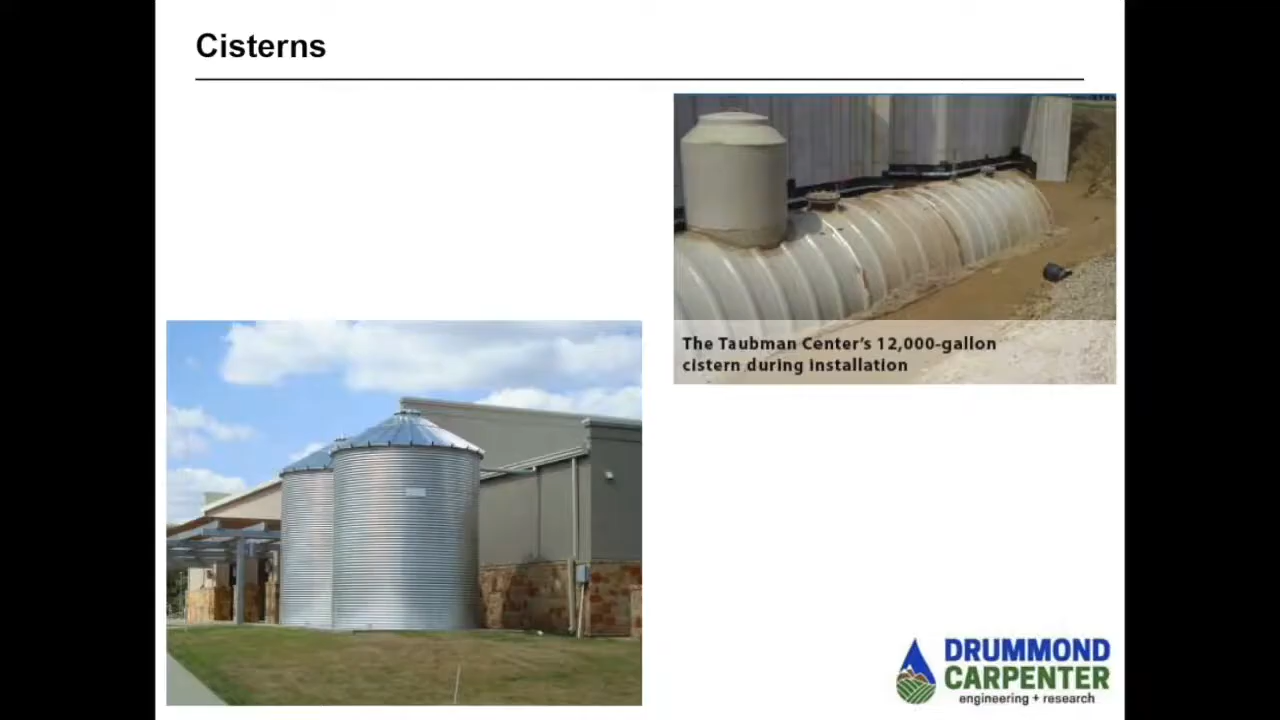 Cisterns
The Taubman Center's 12,000-gallon
cistern during installation
DRUMMOND
CARPENTER
engineering + research